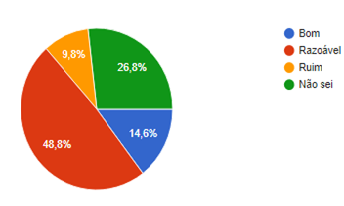 Bom
Razoável
Ruim
Não sei
9,8%
26,8%
14,6%
48,8%